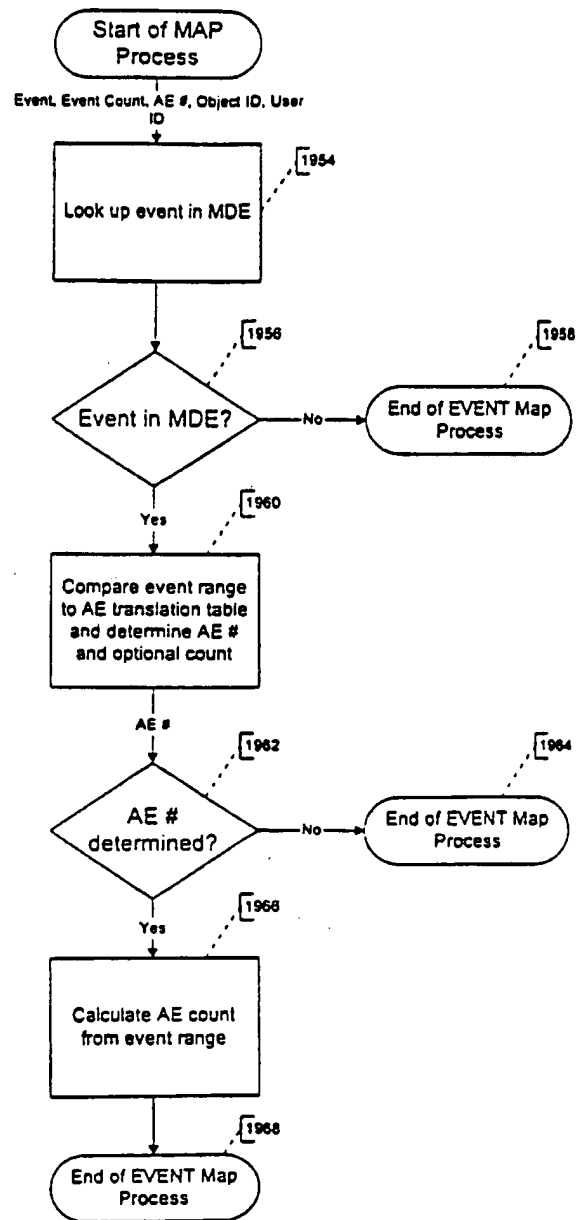 Start of MAP
Process
Event, Event Count, AE #, Object ID, User
ID
1954
Look up event in MDE
1956
1958
Event in MDE?
No
End of EVENT Map
Process
Yes
1960
Compare event range
to AE translation table
and determine AE #
and optional count
AE #
1962
1964
AE #
determined?
No
End of EVENT Map
Process
Yes
1966
Calculate AE count
from event range
1968
End of EVENT Map
Process